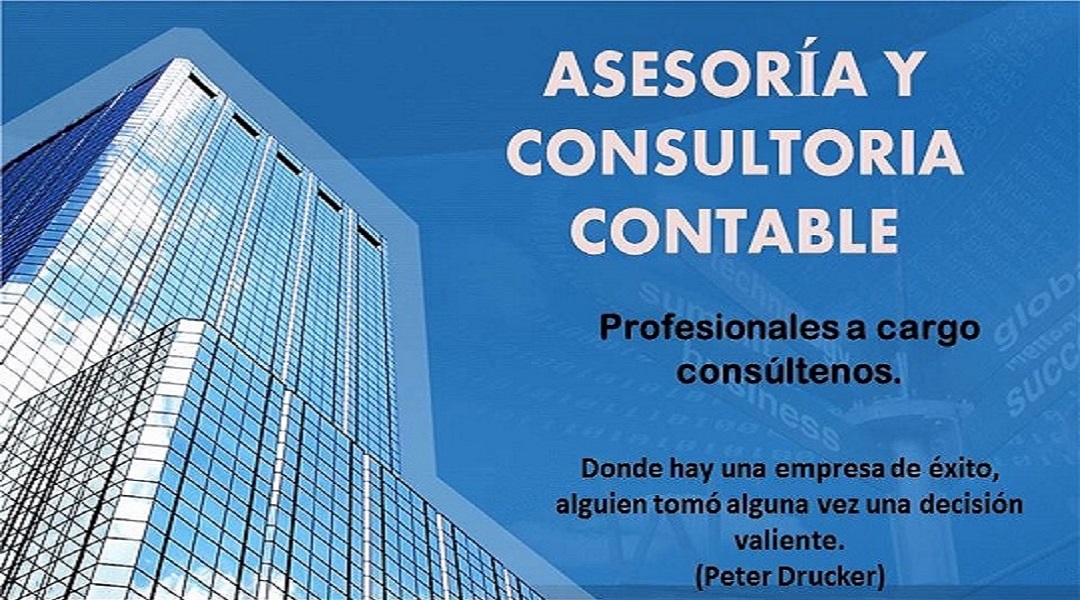 ASESORÍA Y
CONSULTORIA
CONTABLE
Profesionales a cargo
consúltenos.
Donde hay una empresa de éxito,
alguien tomó alguna vez una decisión
valiente.
(Peter Drucker)
business